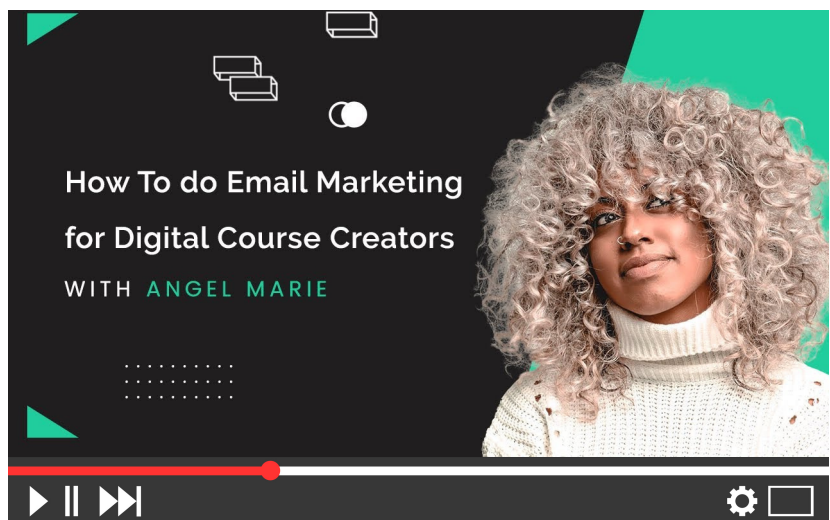 How To do Email Marketing
for Digital Course Creators
WITH ANGEL MARIE